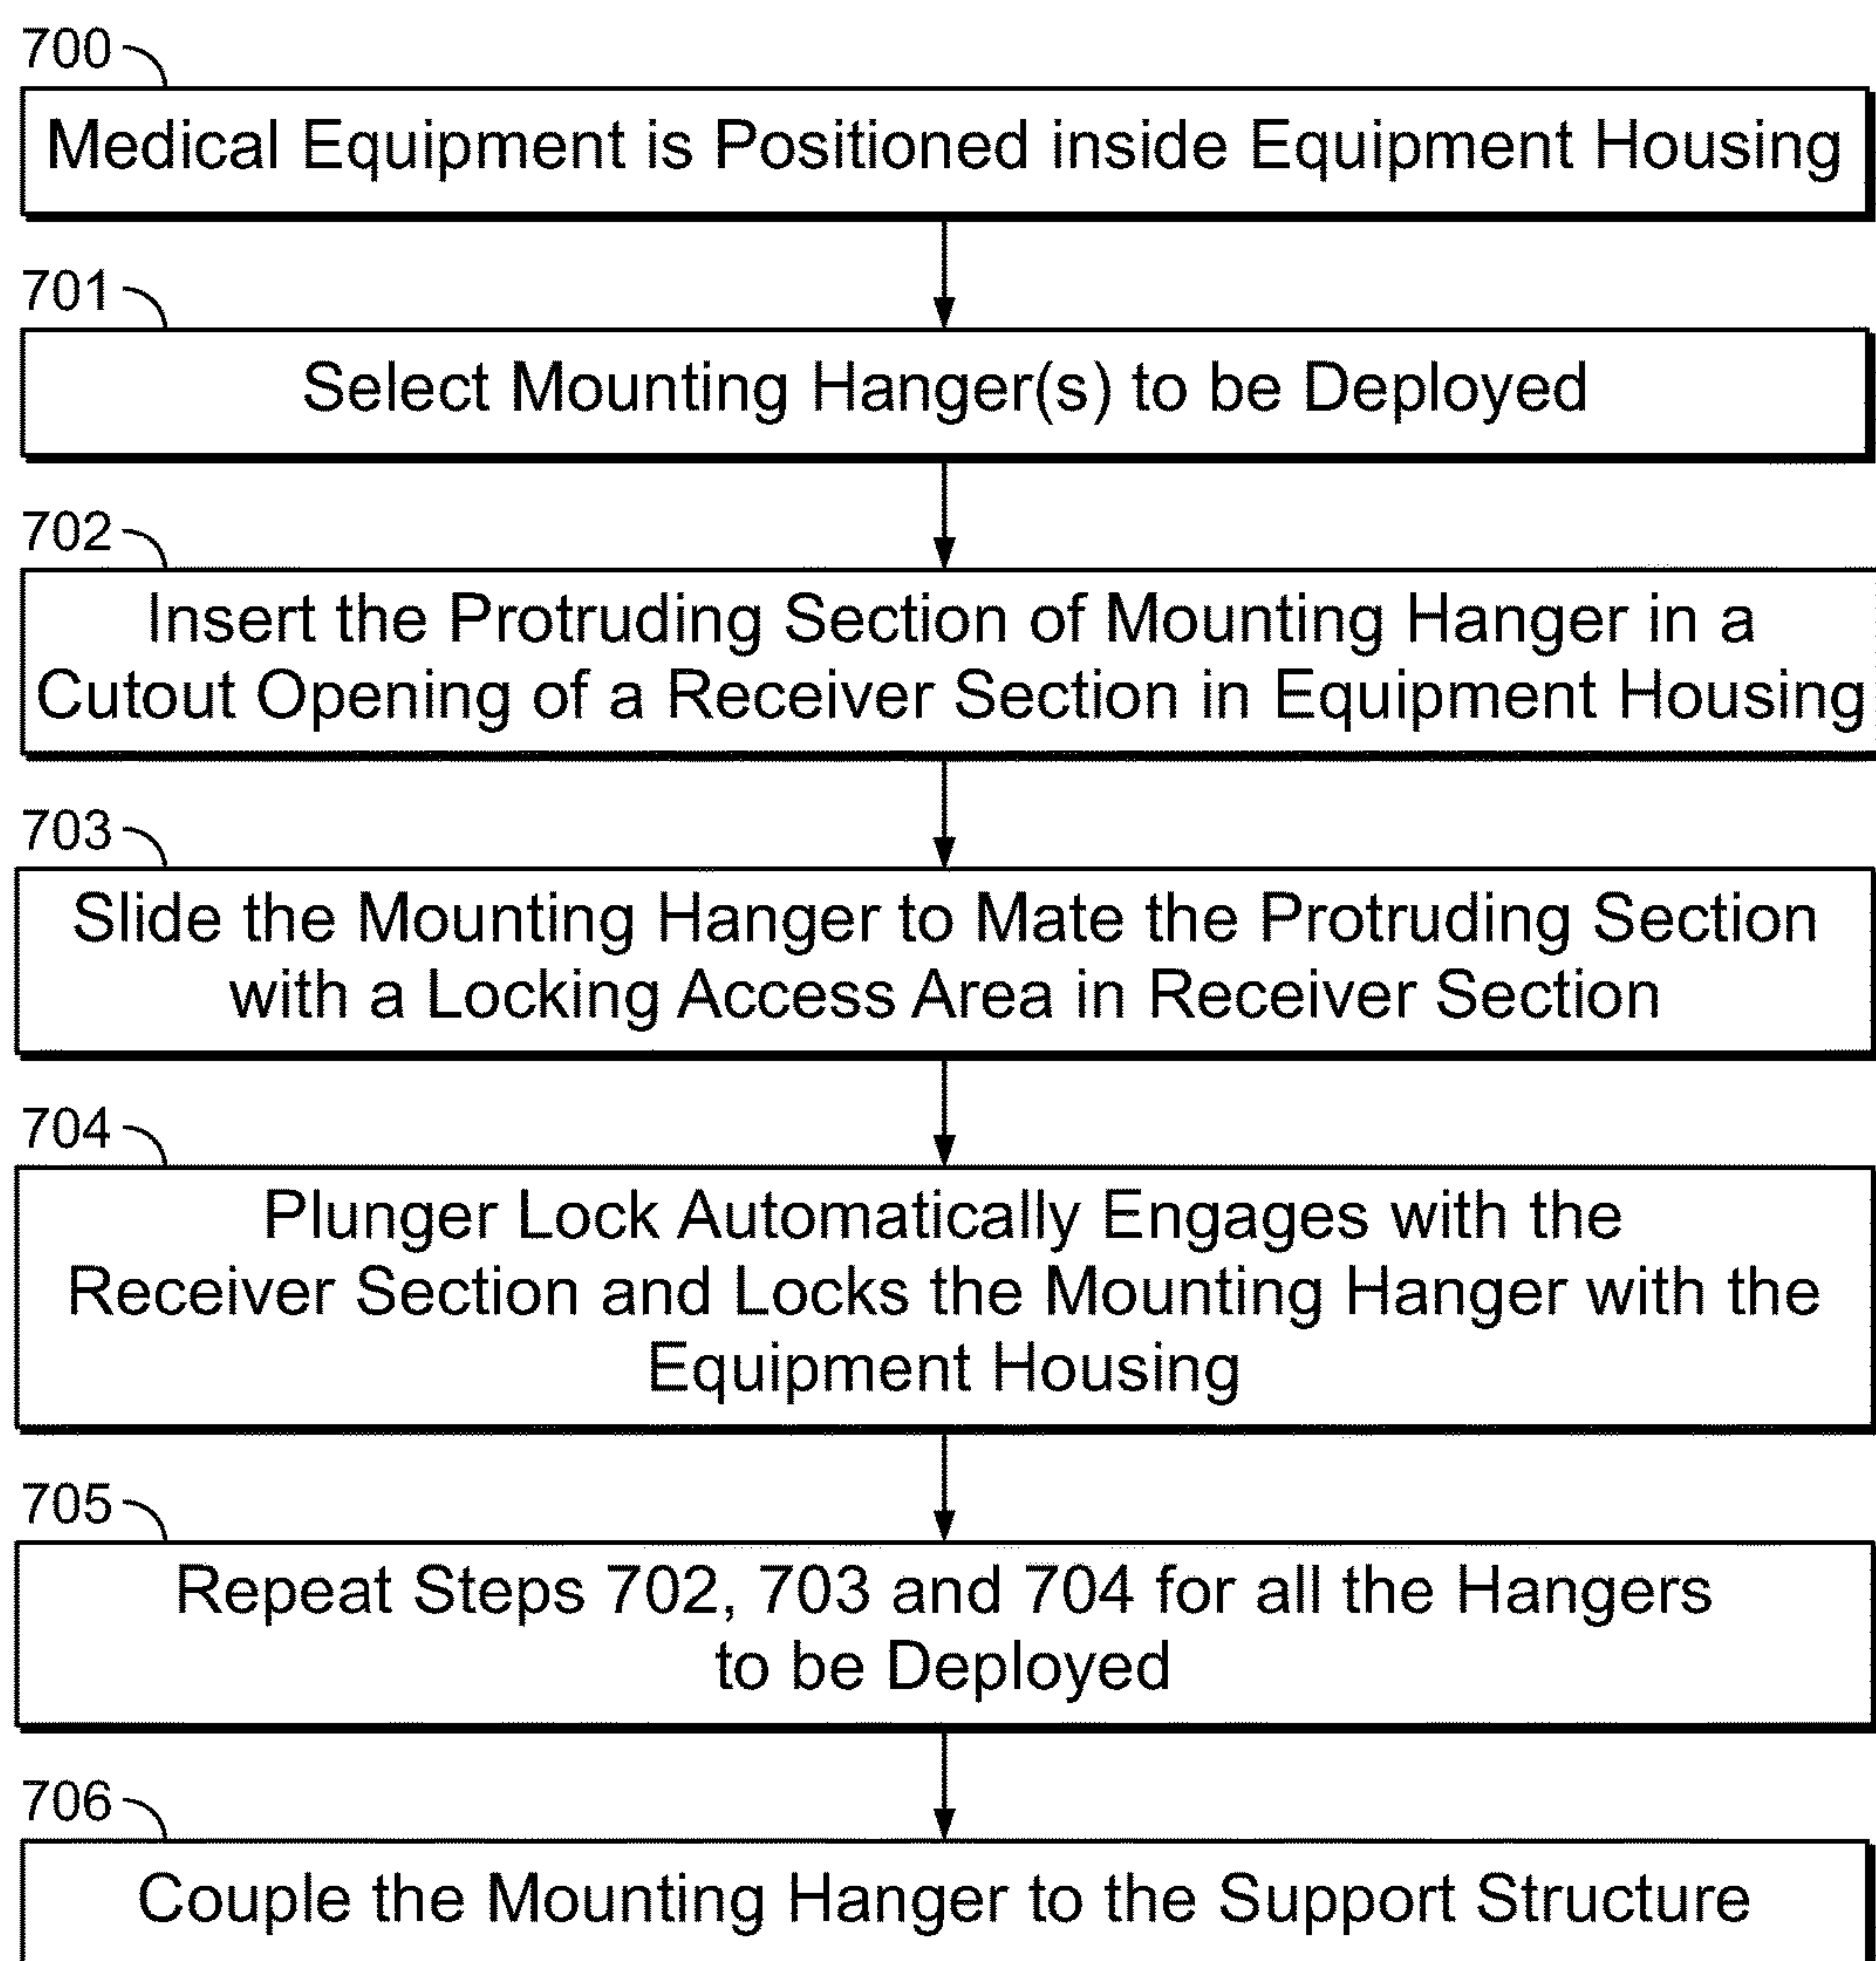 700
Medical Equipment is Positioned inside Equipment Housing
701
Select Mounting Hanger(s) to be Deployed
702
Insert the Protruding Section of Mounting Hanger in a
Cutout Opening of a Receiver Section in Equipment Housing
703
Slide the Mounting Hanger to Mate the Protruding Section
with a Locking Access Area in Receiver Section
704
Plunger Lock Automatically Engages with the
Receiver Section and Locks the Mounting Hanger with the
Equipment Housing
705
Repeat Steps 702, 703 and 704 for all the Hangers
to be Deployed
706
Couple the Mounting Hanger to the Support Structure